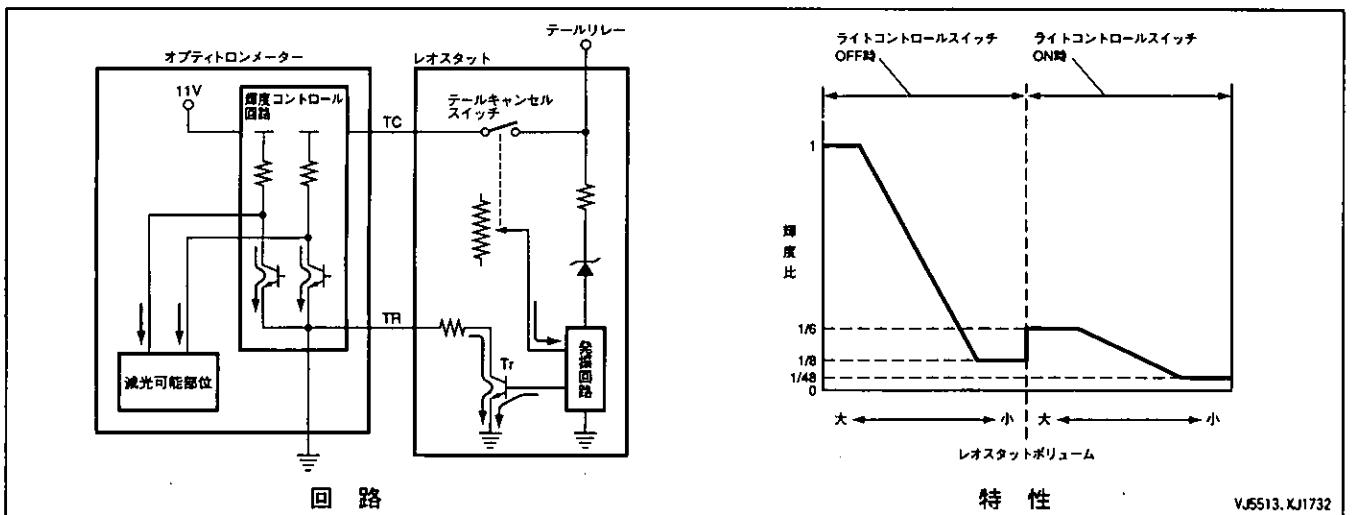 テールリレー
オプティトロンメーター
レオスタット
11V
輝度コントロール
回路
テールキャンセル
スイッチ
TC
TR
Tr
発振回路
減光可能部位
回 路
ライトコントロールスイッチ
OFF時
ライトコントロールスイッチ
ON時
輝度比
1
1/6
1/8
1/48
0
大
小
大
小
レオスタットボリューム
特 性
VJ5513.XJ1732